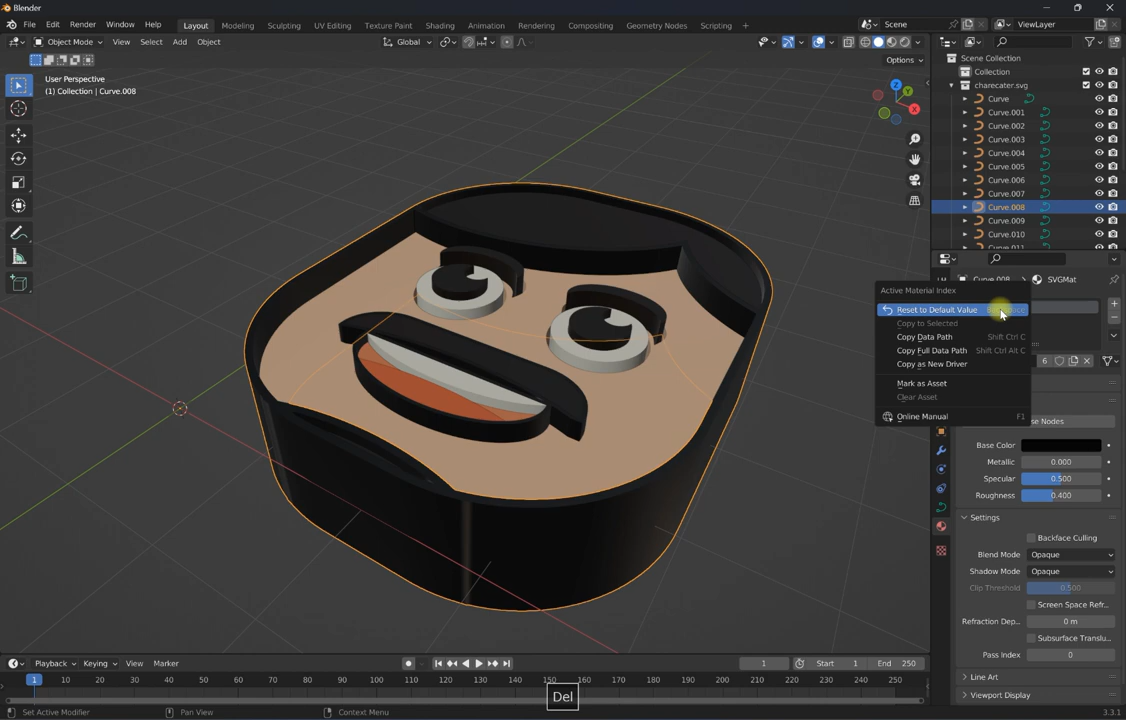 Blender
File Edit Render Window Help Layout Modeling Sculpting UV Editing Texture Paint Shading Animation Rendering Compositing Geometry Nodes Scripting + Scene ViewLayer
Object Mode View Select Add Object Global
Options
User Perspective
(1) Collection | Curve.008
X
Y
Z
Scene Collection
Collection
charecater.svg
Curve
Curve.001
Curve.002
Curve.003
Curve.004
Curve.005
Curve.006
Curve.007
Curve.008
Curve.009
Curve.010
Curve.011
Curve.008 SVGMat
Active Material Index
Reset to Default Value
Copy to Selected
Copy Data Path Shift Ctrl C
Copy Full Data Path Shift Ctrl Alt C
Copy as New Driver
Mark as Asset
Clear Asset
Online Manual F1
6
se Nodes
Base Color
Metallic 0.000
Specular 0.500
Roughness 0.400
Settings
Backface Culling
Blend Mode Opaque
Shadow Mode Opaque
Clip Threshold 0.500
Screen Space Refr...
Refraction Dep... 0 m
Subsurface Translu...
Pass Index 0
Line Art
Viewport Display
Playback Keying View Marker 1 Start 1 End 250
1 10 20 30 40 50 60 70 80 90 100 110 120 130 140 150 160 170 180 190 200 210 220 230 240 250
Del
Set Active Modifier Pan View Context Menu 3.3.1